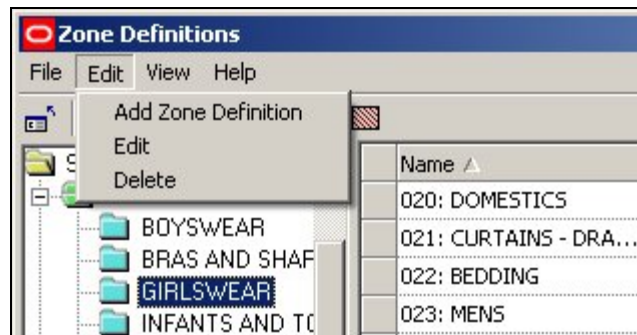 Zone Definitions
File Edit View Help
Add Zone Definition
Edit
Delete
BOYSWEAR
BRAS AND SHAF
GIRLSWEAR
INFANTS AND TO
Name
020: DOMESTICS
021: CURTAINS - DRA...
022: BEDDING
023: MENS